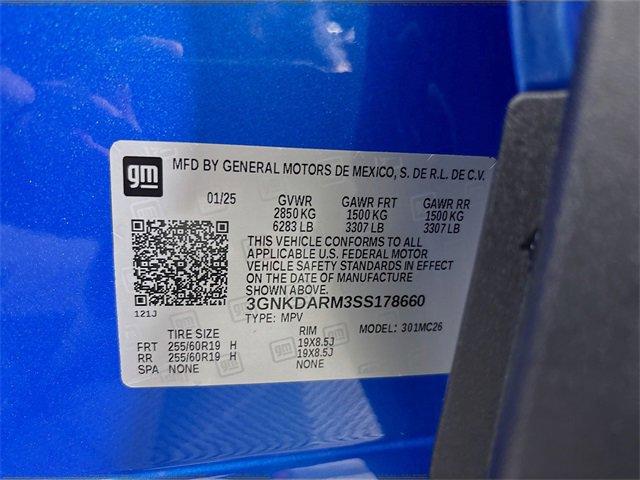 gm
MFD BY GENERAL MOTORS DE MEXICO, S. DE R.L. DE C.V.
01/25 GVWR GAWR FRT GAWR RR
2850 KG 1500 KG 1500 KG
6283 LB 3307 LB 3307 LB
THIS VEHICLE CONFORMS TO ALL
APPLICABLE U.S. FEDERAL MOTOR
VEHICLE SAFETY STANDARDS IN EFFECT
ON THE DATE OF MANUFACTURE
SHOWN ABOVE.
3GNKDARM3SS178660
121J
TYPE: MPV MODEL: 301MC26
TIRE SIZE RIM
FRT 255/60R19 H 19X8.5J
RR 255/60R19 H 19X8.5J
SPA NONE NONE